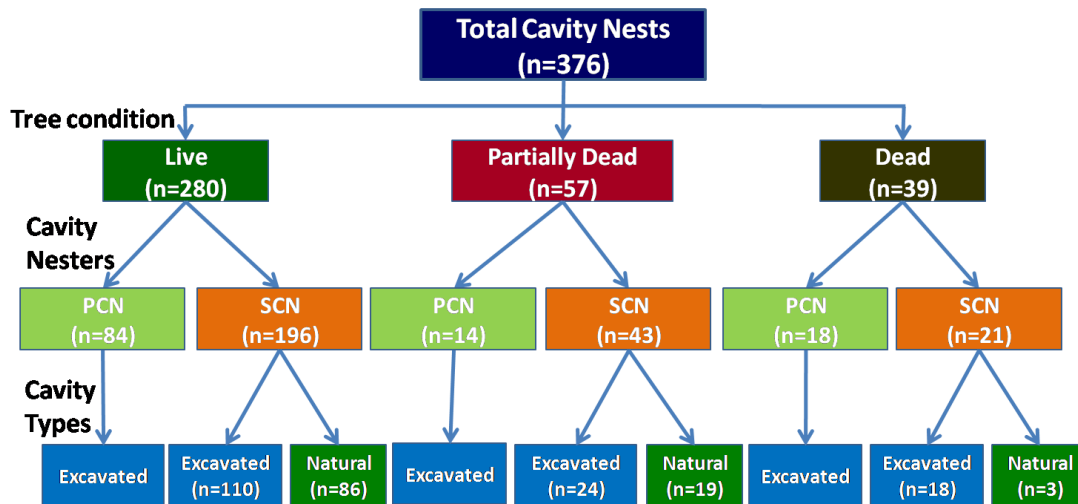 Total Cavity Nests
(n=376)
Tree condition
Live
(n=280)
Partially Dead
(n=57)
Dead
(n=39)
Cavity
Nesters
PCN
(n=84)
SCN
(n=196)
PCN
(n=14)
SCN
(n=43)
PCN
(n=18)
SCN
(n=21)
Cavity
Types
Excavated
Excavated
(n=110)
Natural
(n=86)
Excavated
Excavated
(n=24)
Natural
(n=19)
Excavated
Excavated
(n=18)
Natural
(n=3)